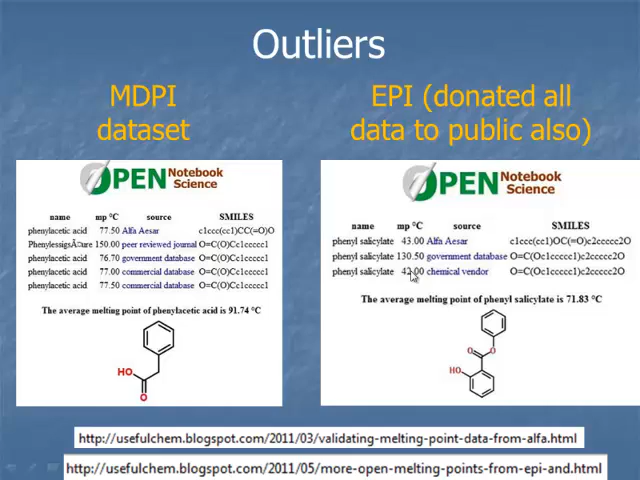 Outliers
MDPI
dataset
EPI (donated all
data to public also)
OPEN Notebook Science
name mp °C source SMILES
phenylacetic acid 77.50 Alfa Aesar c1ccc(cc1)CC(=O)O
PhenylessigsÃ¤ure 150.00 peer reviewed journal O=C(O)Cc1ccccc1
phenylacetic acid 76.70 government database O=C(O)Cc1ccccc1
phenylacetic acid 77.00 commercial database O=C(O)Cc1ccccc1
phenylacetic acid 77.50 commercial database O=C(O)Cc1ccccc1
The average melting point of phenylacetic acid is 91.74 °C
HO
O
OPEN Notebook Science
name mp °C source SMILES
phenyl salicylate 43.00 Alfa Aesar c1ccc(cc1)OC(=O)c2ccccc2O
phenyl salicylate 130.50 government database O=C(Oc1ccccc1)c2ccccc2O
phenyl salicylate 42.00 chemical vendor O=C(Oc1ccccc1)c2ccccc2O
The average melting point of phenyl salicylate is 71.83 °C
O
O
HO
http://usefulchem.blogspot.com/2011/03/validating-melting-point-data-from-alfa.html
http://usefulchem.blogspot.com/2011/05/more-open-melting-points-from-epi-and.html